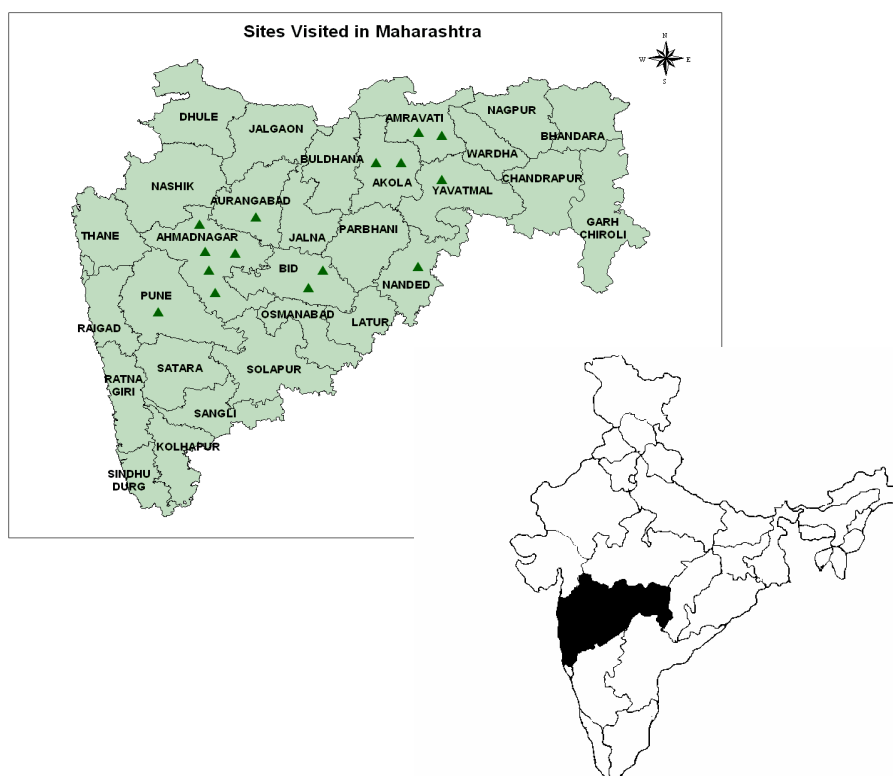 Sites Visited in Maharashtra
N
W E
S
DHULE
JALGAON
AMRAVATI
NAGPUR
BHANDARA
BULDHANA
WARDHA
NASHIK
AKOLA
YAVATMAL
CHANDRAPUR
AURANGABAD
THANE
AHMADNAGAR
JALNA
PARBHANI
GARH
CHIROLI
BID
NANDED
PUNE
OSMANABAD
LATUR
RAIGAD
SATARA
SOLAPUR
RATNA
GIRI
SANGLI
KOLHAPUR
SINDHU
DURG